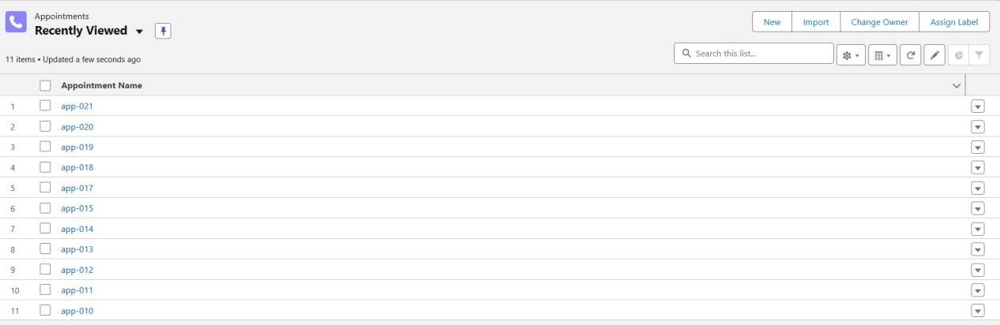 Appointments
Recently Viewed
New Import Change Owner Assign Label
11 items • Updated a few seconds ago
Search this list...
Appointment Name
1 app-021
2 app-020
3 app-019
4 app-018
5 app-017
6 app-015
7 app-014
8 app-013
9 app-012
10 app-011
11 app-010